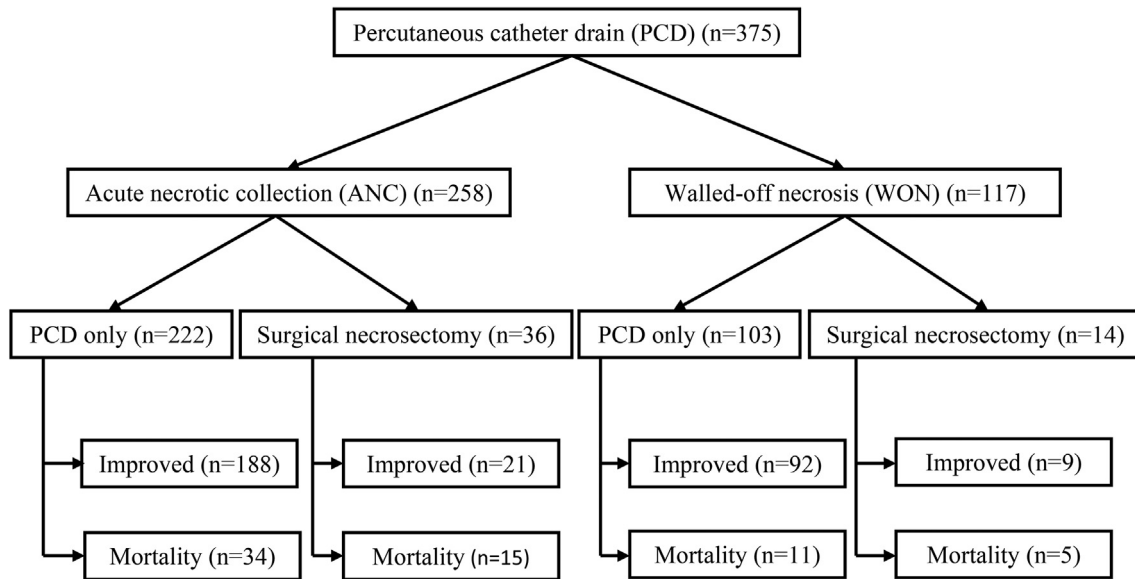 Percutaneous catheter drain (PCD) (n=375)
Acute necrotic collection (ANC) (n=258)
Walled-off necrosis (WON) (n=117)
PCD only (n=222)
Surgical necrosectomy (n=36)
PCD only (n=103)
Surgical necrosectomy (n=14)
Improved (n=188)
Improved (n=21)
Improved (n=92)
Improved (n=9)
Mortality (n=34)
Mortality (n=15)
Mortality (n=11)
Mortality (n=5)